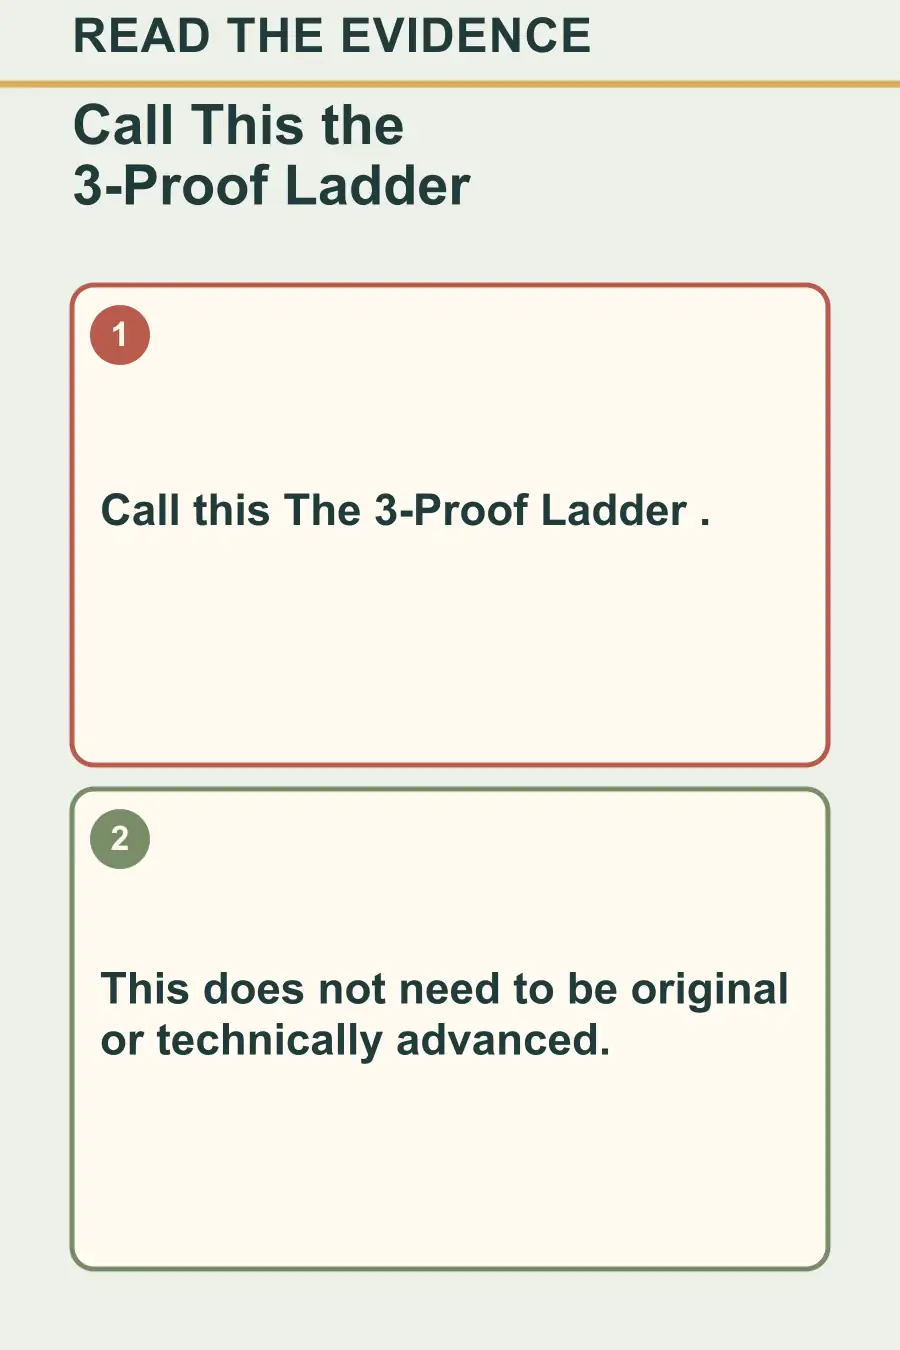 READ THE EVIDENCE
Call This the
3-Proof Ladder
1
Call this The 3-Proof Ladder .
2
This does not need to be original
or technically advanced.